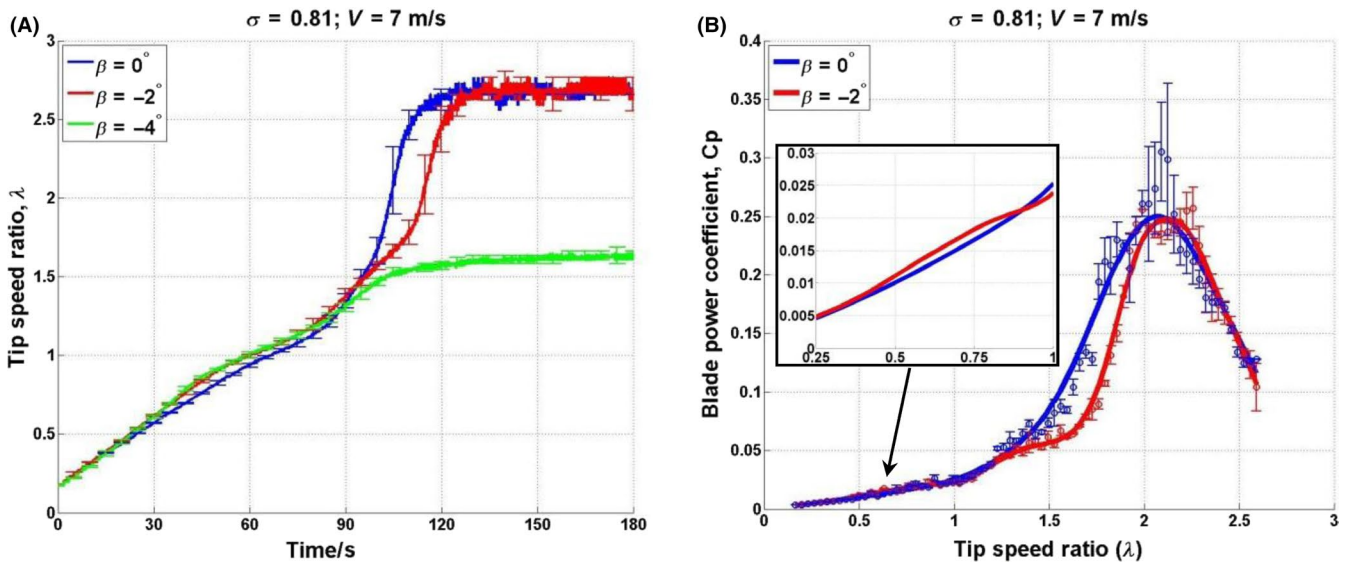 (A)
σ = 0.81; V = 7 m/s
Tip speed ratio, λ
3
2.5
2
1.5
1
0.5
0
β = 0°
β = −2°
β = −4°
0 30 60 90 120 150 180
Time/s
(B)
σ = 0.81; V = 7 m/s
Blade power coefficient, Cp
0.4
0.35
0.3
0.25
0.2
0.15
0.1
0.05
0
β = 0°
β = −2°
0.03
0.025
0.02
0.015
0.01
0.005
0
0.25 0.5 0.75 1
0 0.5 1 1.5 2 2.5 3
Tip speed ratio (λ)